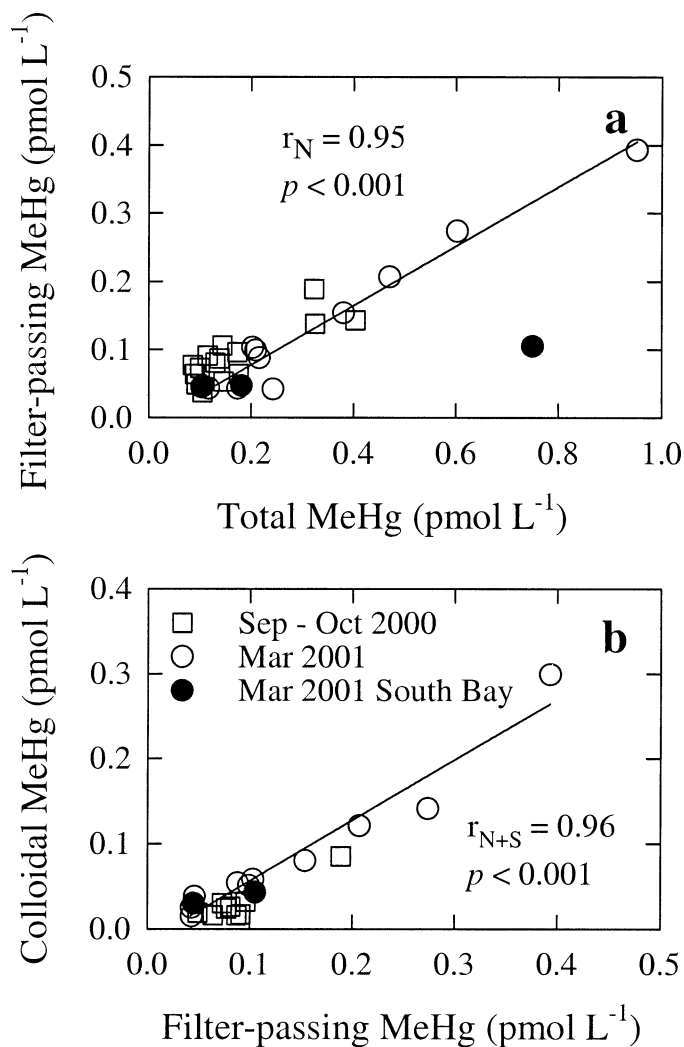 Filter-passing MeHg (pmol L⁻¹)
0.5
0.4
0.3
0.2
0.1
0.0
a
r_N = 0.95
p < 0.001
0.0 0.2 0.4 0.6 0.8 1.0
Total MeHg (pmol L⁻¹)
Colloidal MeHg (pmol L⁻¹)
0.4
0.3
0.2
0.1
0.0
Sep - Oct 2000
Mar 2001
Mar 2001 South Bay
b
r_N+S = 0.96
p < 0.001
0.0 0.1 0.2 0.3 0.4 0.5
Filter-passing MeHg (pmol L⁻¹)